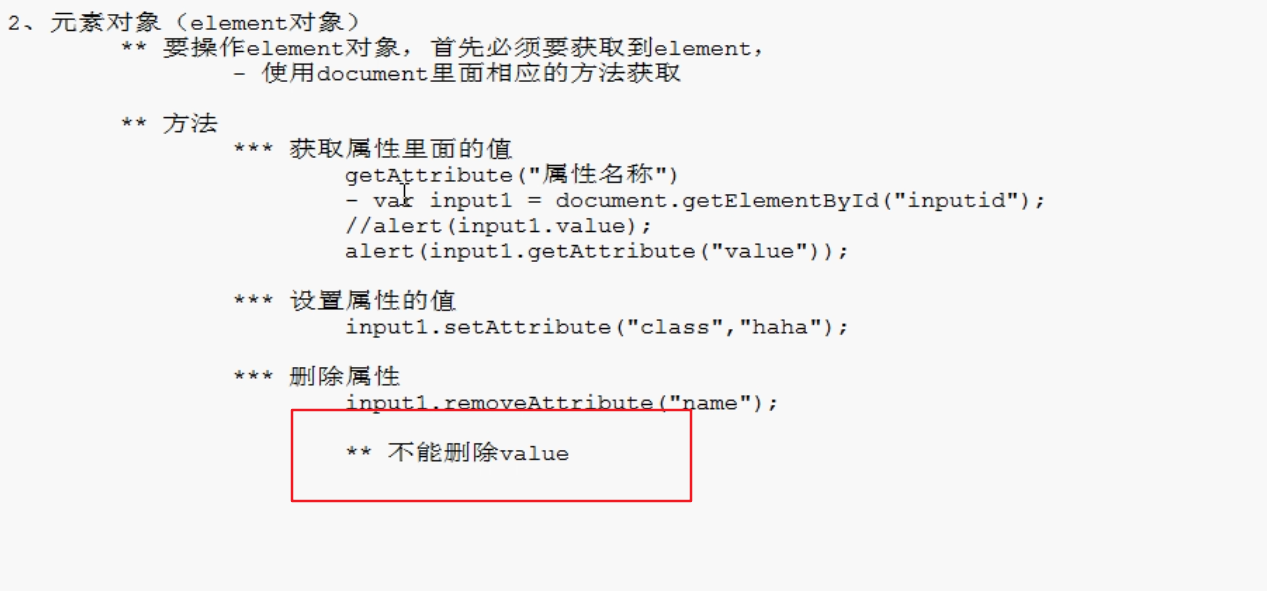 2、元素对象（element对象）
** 要操作element对象，首先必须要获取到element，
- 使用document里面相应的方法获取
** 方法
*** 获取属性里面的值
getAttribute("属性名称")
- var input1 = document.getElementById("inputid");
//alert(input1.value);
alert(input1.getAttribute("value"));
*** 设置属性的值
input1.setAttribute("class","haha");
*** 删除属性
input1.removeAttribute("name");
** 不能删除value